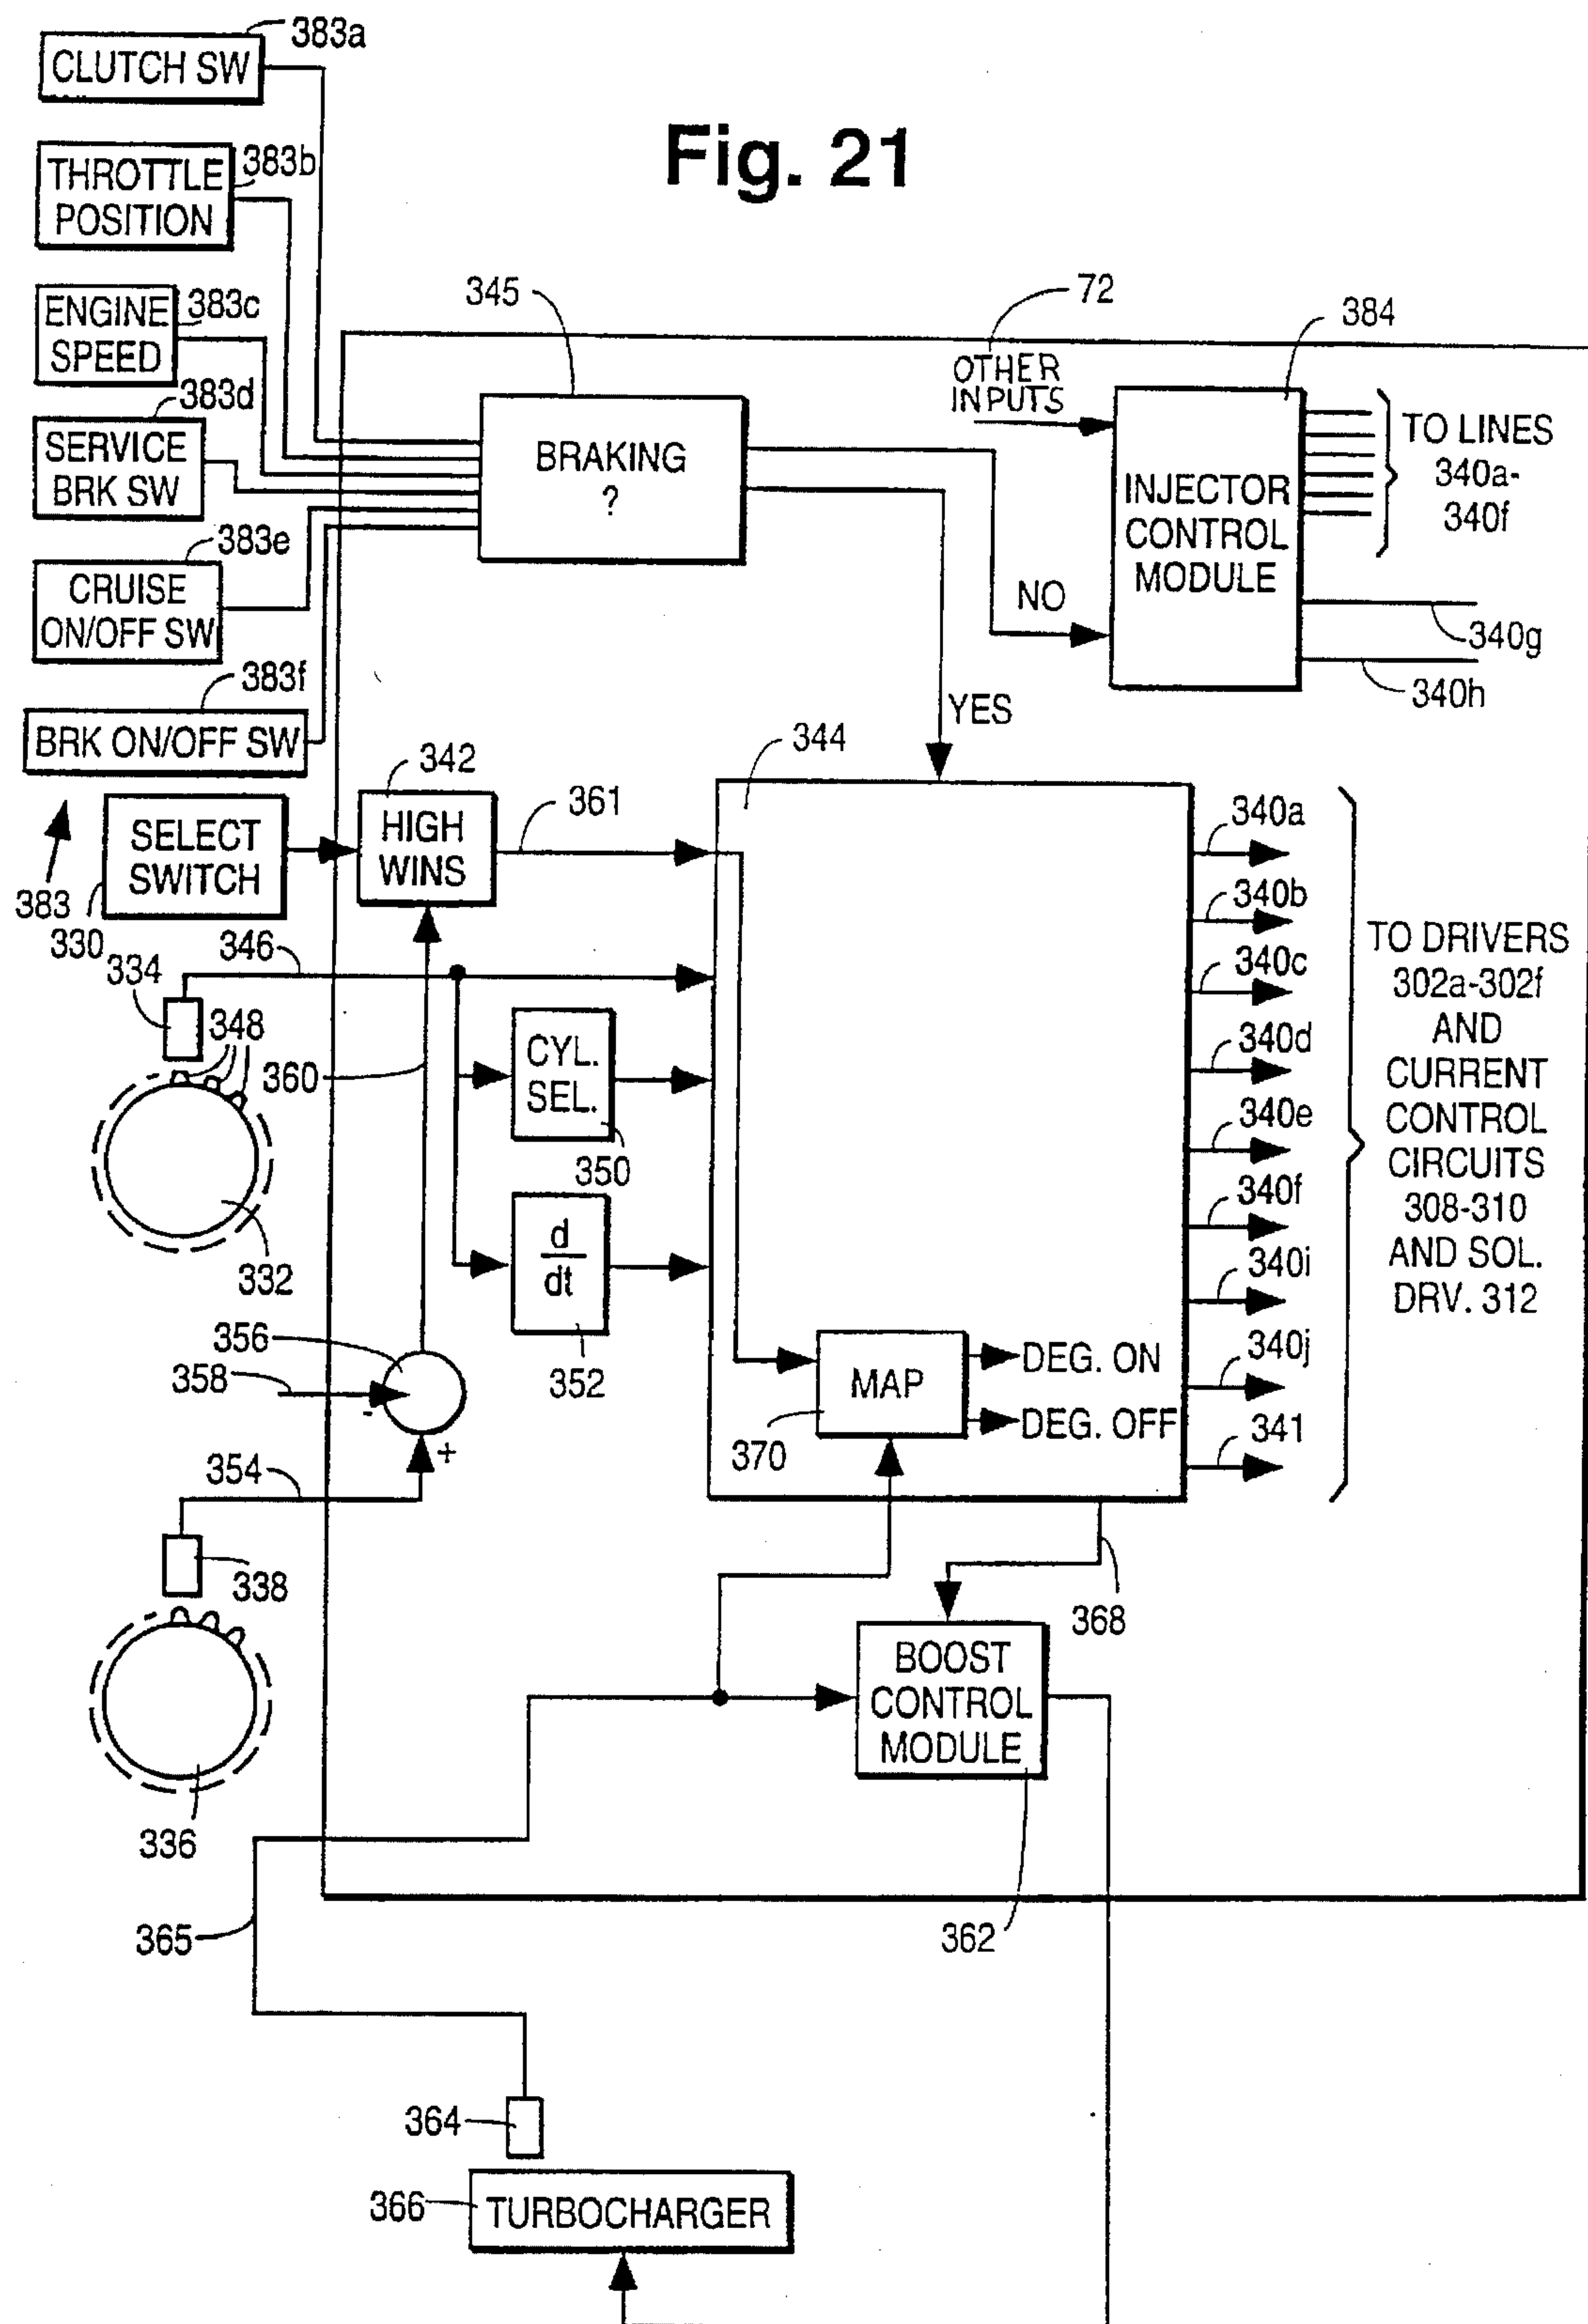 383a
CLUTCH SW
Fig. 21
THROTTLE
POSITION
383b
ENGINE
SPEED
383c
345
72
384
383d
SERVICE
BRK SW
BRAKING
?
OTHER
INPUTS
INJECTOR
CONTROL
MODULE
TO LINES
340a-
340f
383e
CRUISE
ON/OFF SW
NO
340g
340h
383f
BRK ON/OFF SW
YES
342
344
383
SELECT
SWITCH
330
HIGH
WINS
361
340a
340b
340c
340d
340e
340f
340i
340j
341
TO DRIVERS
302a-302f
AND
CURRENT
CONTROL
CIRCUITS
308-310
AND SOL.
DRV. 312
346
334
348
360
CYL.
SEL.
350
332
d
dt
352
356
358
-
+
MAP
370
DEG. ON
DEG. OFF
354
338
368
336
BOOST
CONTROL
MODULE
365
362
364
366
TURBOCHARGER